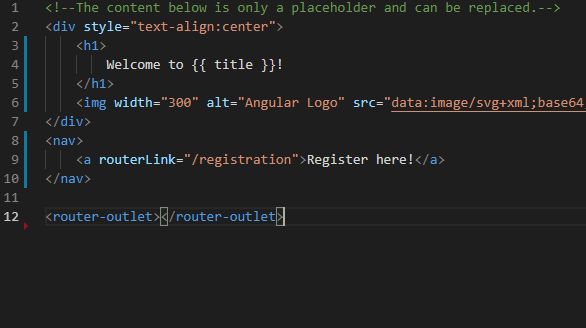 1 <!--The content below is only a placeholder and can be replaced.-->
2 <div style="text-align:center">
3 <h1>
4 Welcome to {{ title }}!
5 </h1>
6 <img width="300" alt="Angular Logo" src="data:image/svg+xml;base64
7 </div>
8 <nav>
9 <a routerLink="/registration">Register here!</a>
10 </nav>
11
12 <router-outlet></router-outlet>